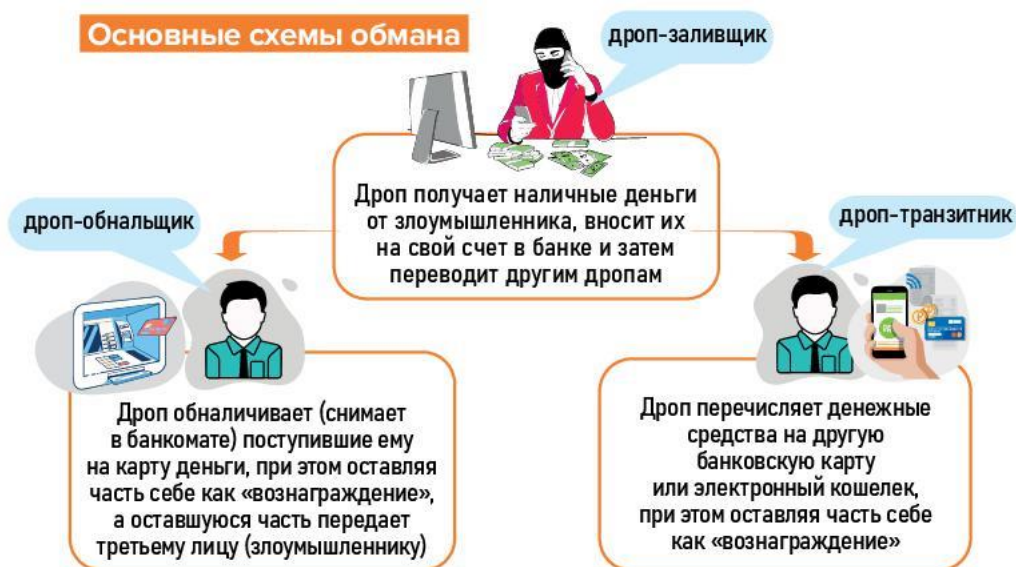 Основные схемы обмана
дроп-заливщик
Дроп получает наличные деньги
от злоумышленника, вносит их
на свой счет в банке и затем
переводит другим дропам
дроп-обнальщик
Дроп обналичивает (снимает
в банкомате) поступившие ему
на карту деньги, при этом оставляя
часть себе как «вознаграждение»,
а оставшуюся часть передает
третьему лицу (злоумышленнику)
дроп-транзитник
Дроп перечисляет денежные
средства на другую
банковскую карту
или электронный кошелек,
при этом оставляя часть себе
как «вознаграждение»